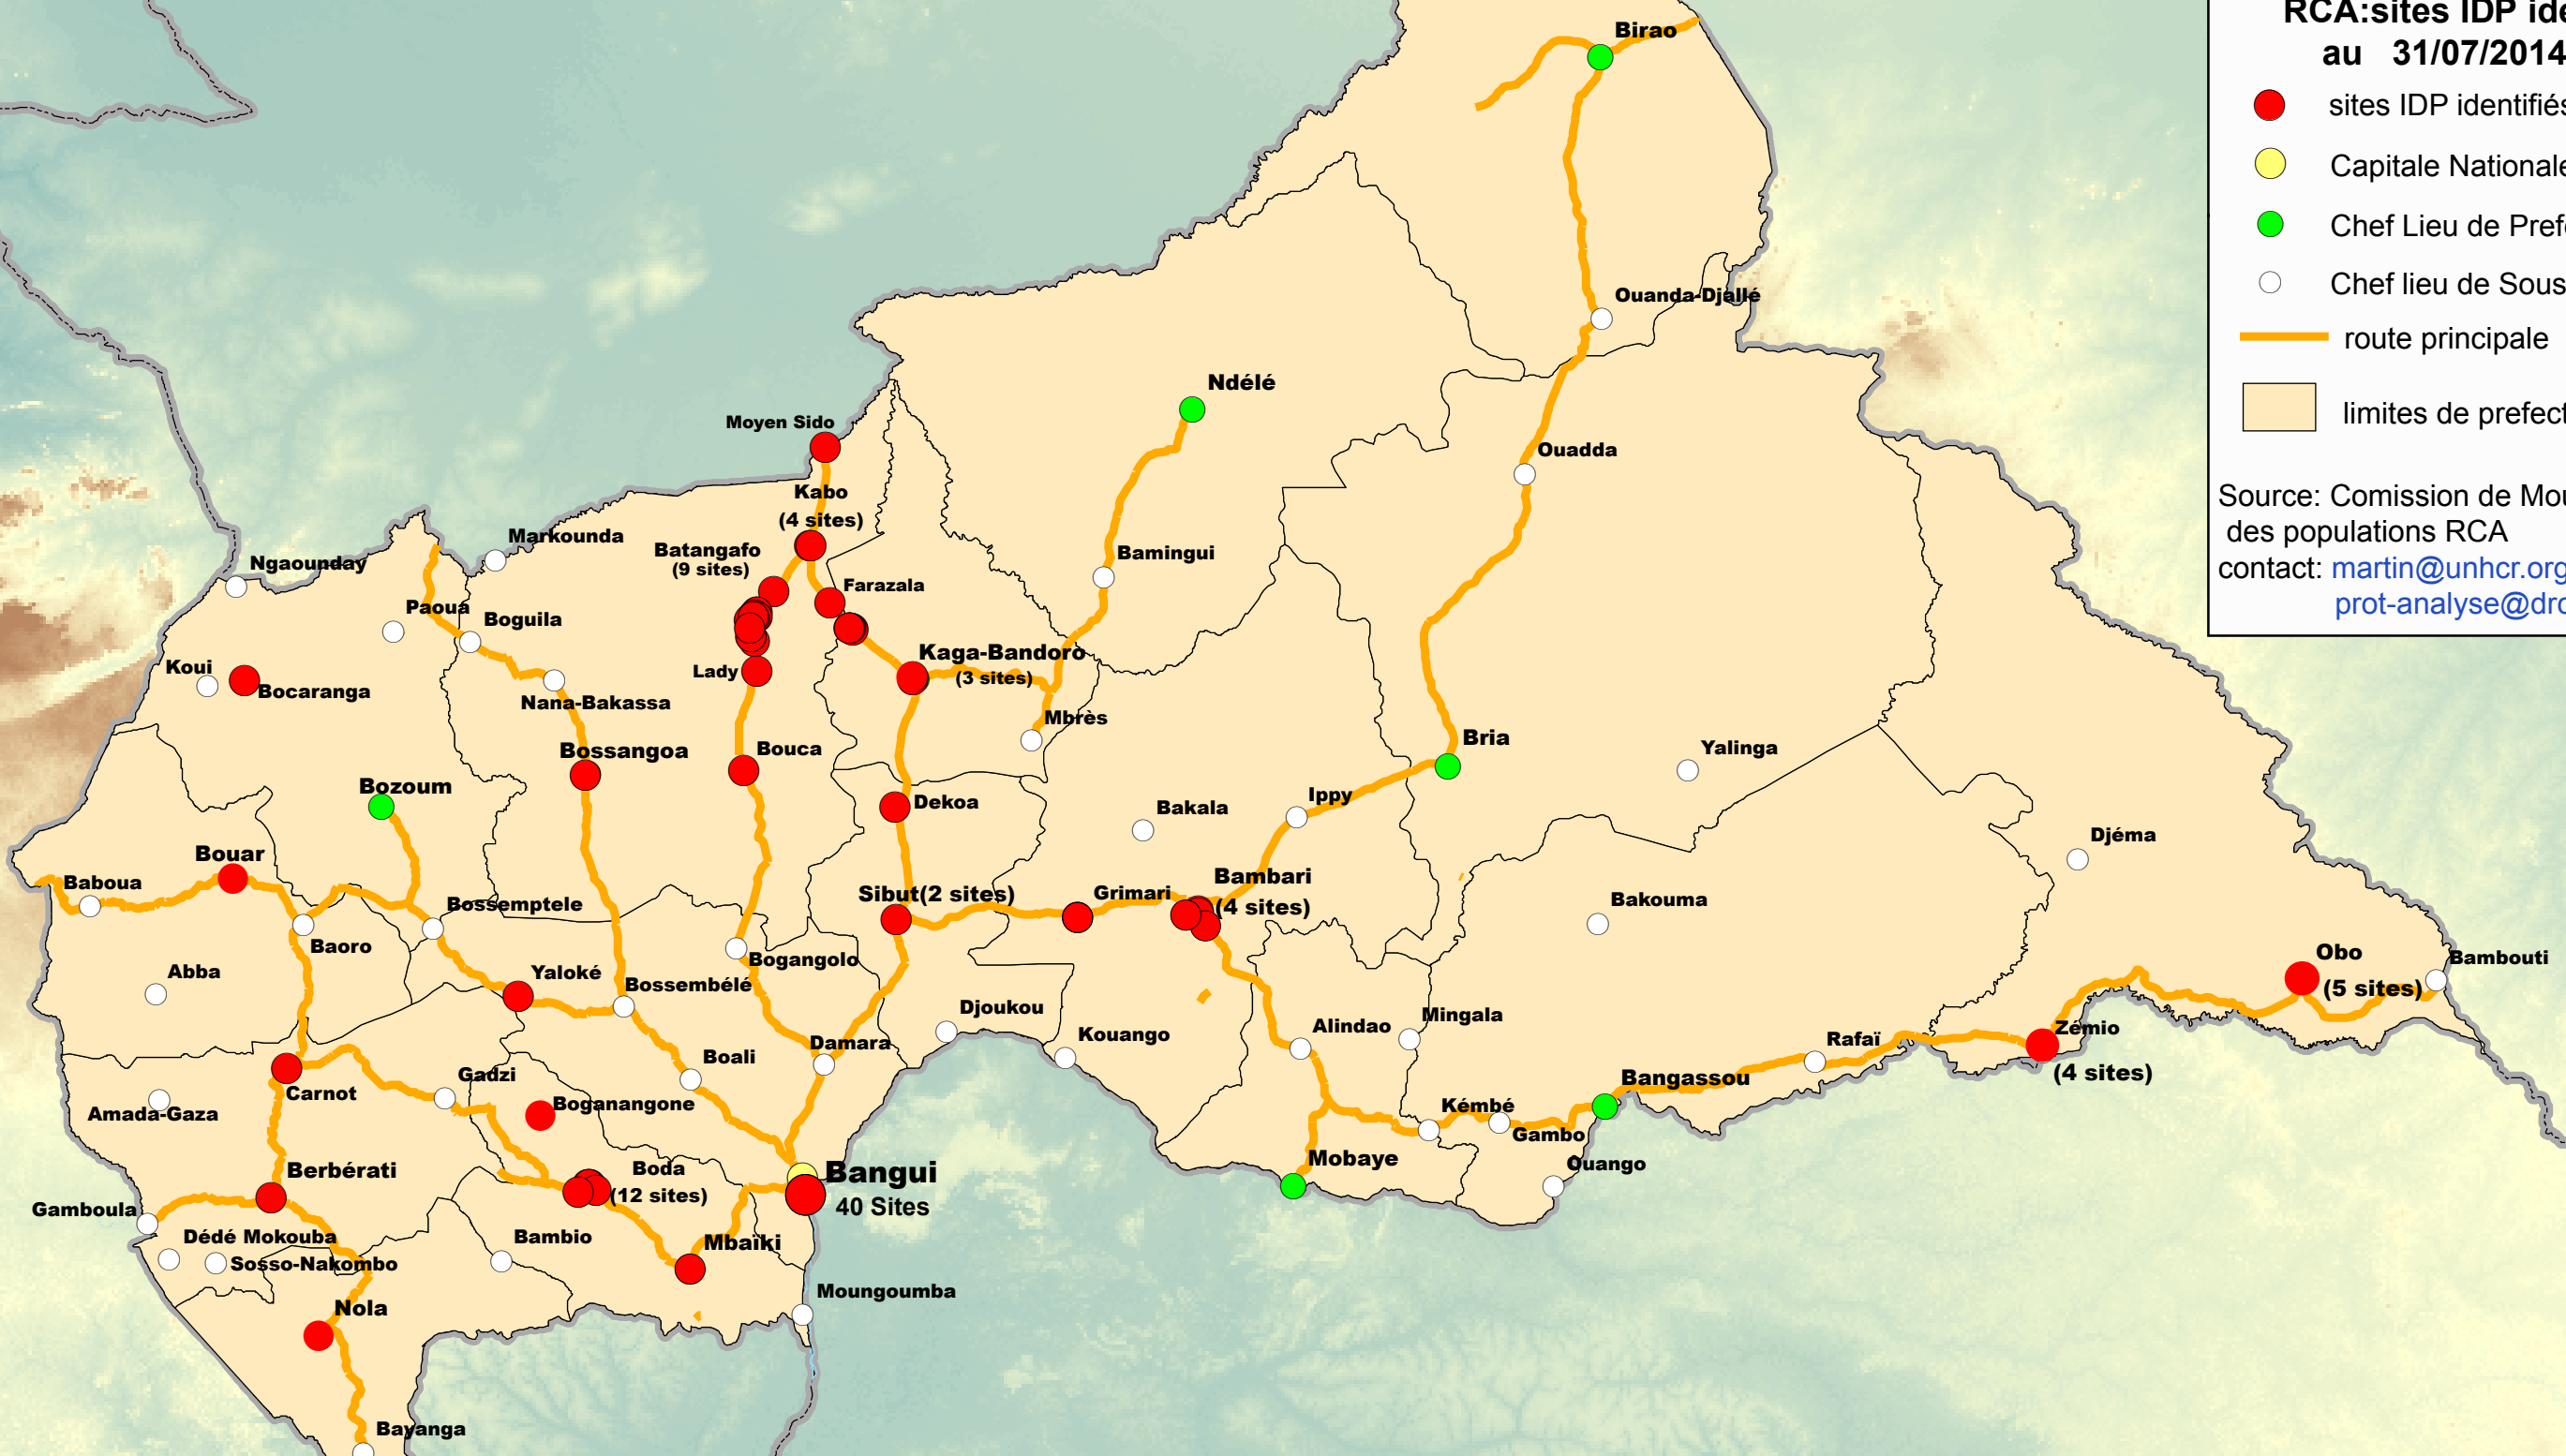 RCA:sites IDP ide
au 31/07/2014
sites IDP identifiés
Capitale Nationale
Chef Lieu de Pref
Chef lieu de Sous
route principale
limites de prefect
Source: Comission de Mou
des populations RCA
contact: martin@unhcr.org
prot-analyse@drc
Birao
Ouanda-Djallé
Ndélé
Moyen Sido
Ouadda
Kabo
(4 sites)
Markounda
Batangafo
(9 sites)
Bamingui
Ngaounday
Farazala
Paoua
Boguila
Kaga-Bandoro
(3 sites)
Koui
Bocaranga
Lady
Nana-Bakassa
Mbrès
Bossangoa
Bouca
Bria
Yalinga
Bozoum
Dekoa
Bakala
Ippy
Djéma
Bouar
Baboua
Bossemptele
Sibut(2 sites)
Grimari
Bambari
(4 sites)
Bakouma
Baoro
Bogangolo
Obo
(5 sites)
Bambouti
Abba
Yaloké
Bossembélé
Djoukou
Kouango
Alindao
Mingala
Rafaï
Zémio
(4 sites)
Damara
Boali
Gadzi
Carnot
Amada-Gaza
Boganangone
Bangassou
Kémbé
Gambo
Berbérati
Boda
(12 sites)
Bangui
40 Sites
Mobaye
Ouango
Gamboula
Dédé Mokouba
Sosso-Nakombo
Bambio
Mbaïki
Moungoumba
Nola
Bayanga